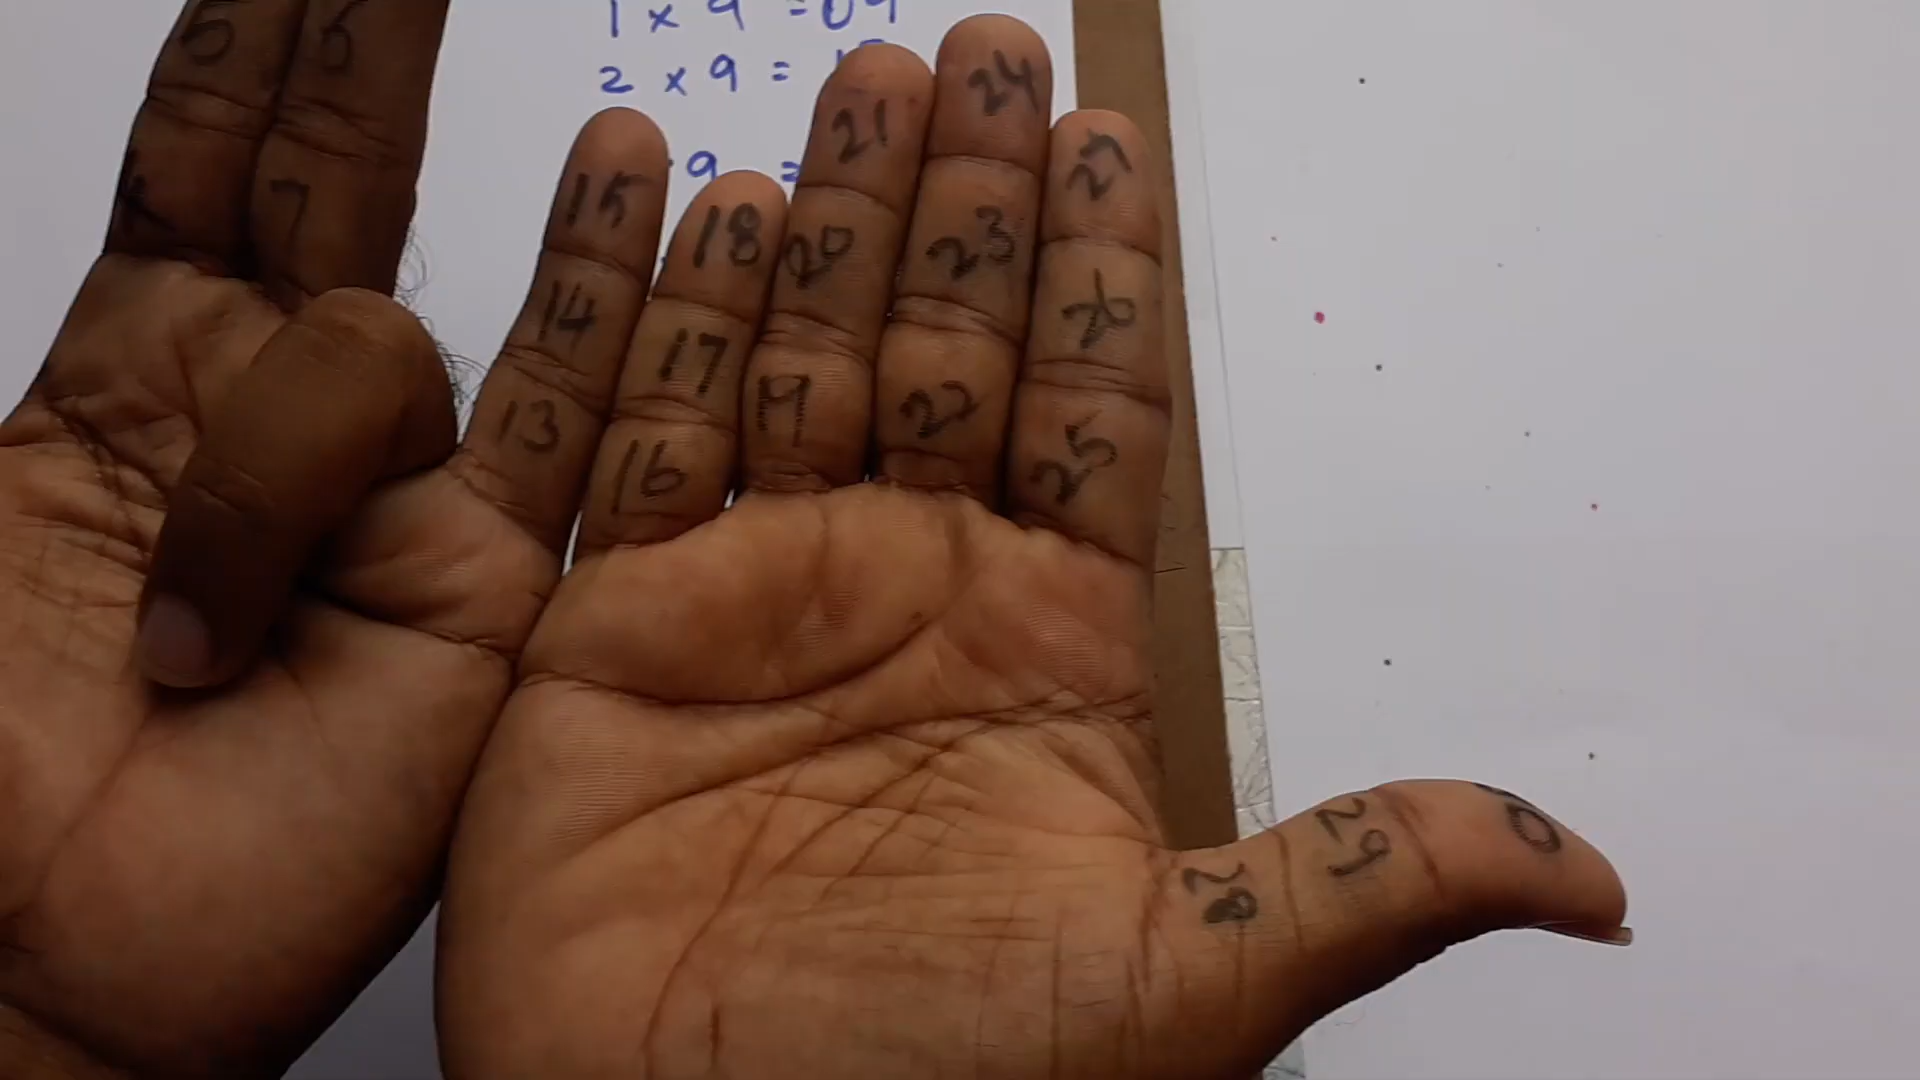 1 x 9 = 09
2 x 9 =
9 =
5 6
7
15 18 21 24 27
14 17 20 23 26
13 16 19 22 25
28 29